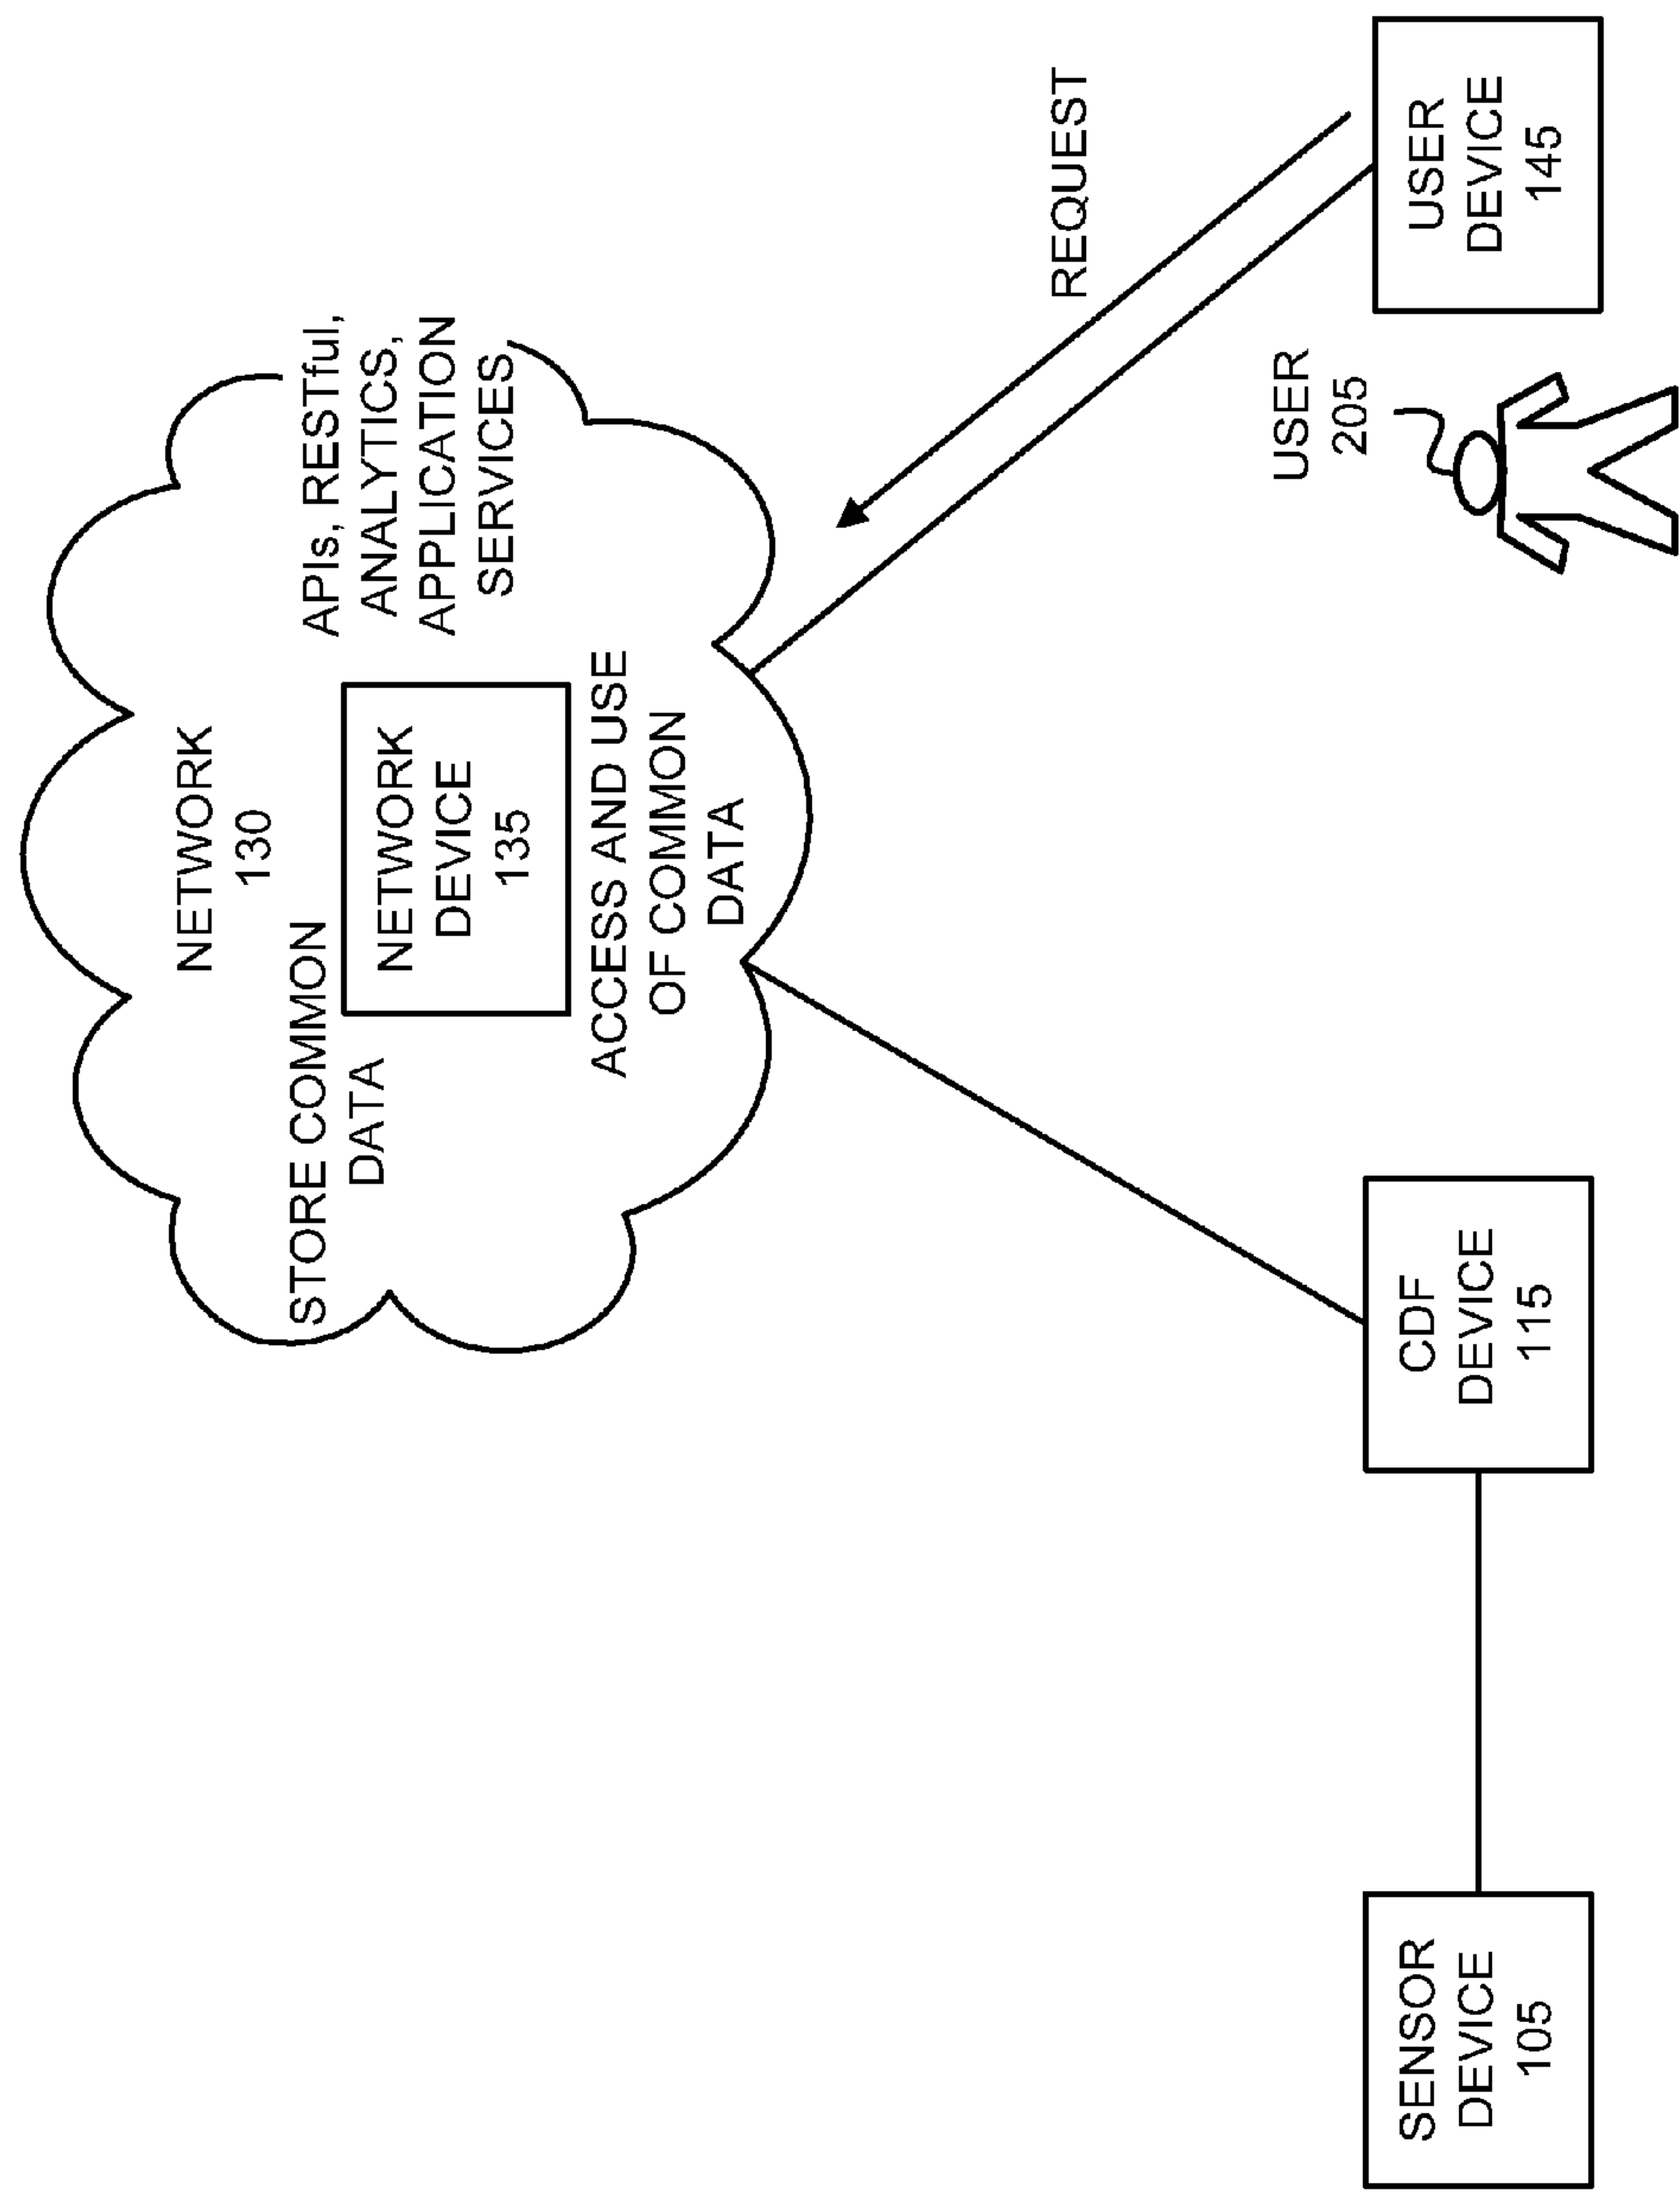 NETWORK
130
STORE COMMON
DATA
NETWORK
DEVICE
135
APIs, RESTful,
ANALYTICS,
APPLICATION
SERVICES
ACCESS AND USE
OF COMMON
DATA
REQUEST
USER
205
SENSOR
DEVICE
105
CDF
DEVICE
115
USER
DEVICE
145